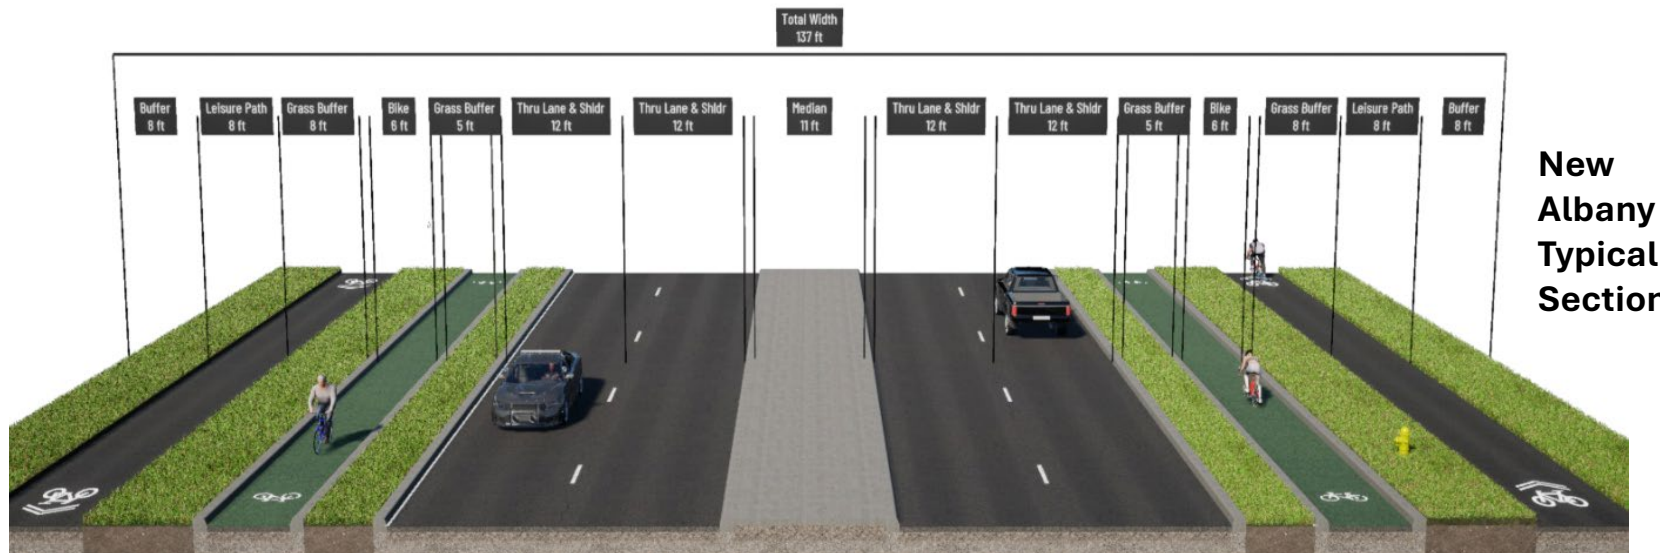 Total Width
137 ft
Buffer
8 ft
Leisure Path
8 ft
Grass Buffer
8 ft
Bike
6 ft
Grass Buffer
5 ft
Thru Lane & Shldr
12 ft
Thru Lane & Shldr
12 ft
Median
11 ft
Thru Lane & Shldr
12 ft
Thru Lane & Shldr
12 ft
Grass Buffer
5 ft
Bike
6 ft
Grass Buffer
8 ft
Leisure Path
8 ft
Buffer
8 ft
New
Albany
Typical
Section